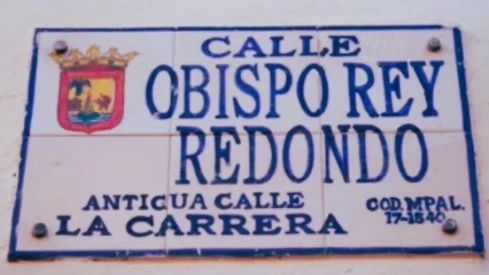 CALLE
OBISPO REY
REDONDO
ANTIGUA CALLE
LA CARRERA
COD. MPAL.
17-1540